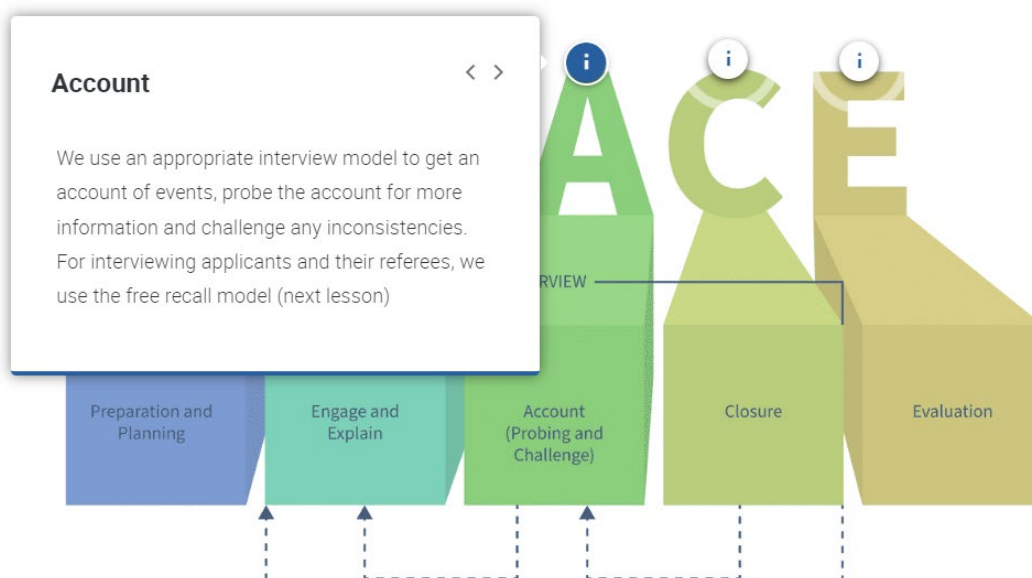 Account
We use an appropriate interview model to get an
account of events, probe the account for more
information and challenge any inconsistencies.
For interviewing applicants and their referees, we
use the free recall model (next lesson)
i
i
i
A C E
RVIEW
Preparation and
Planning
Engage and
Explain
Account
(Probing and
Challenge)
Closure
Evaluation